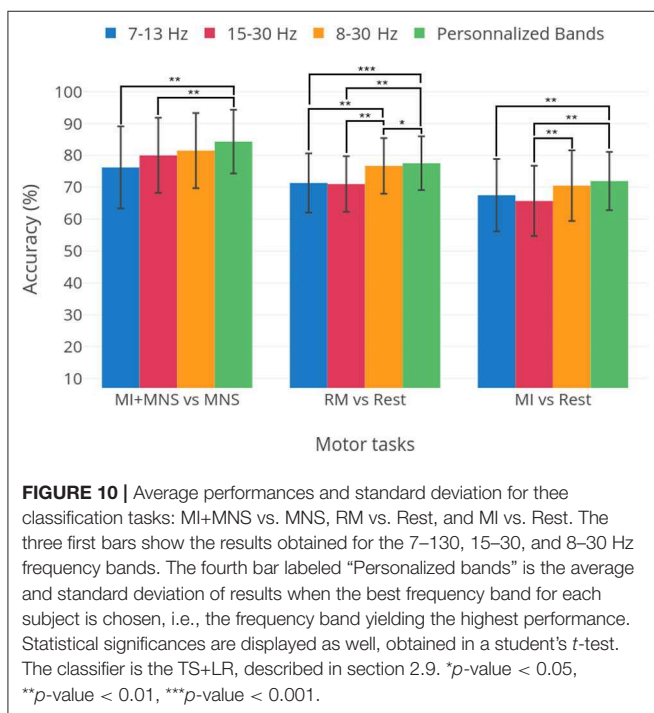 7-13 Hz 15-30 Hz 8-30 Hz Personnalized Bands
***
** **
** **
** ** **
** * **
100
90
80
70
60
50
40
30
20
10
Accuracy (%)
MI+MNS vs MNS RM vs Rest MI vs Rest
Motor tasks
FIGURE 10 | Average performances and standard deviation for thee
classification tasks: MI+MNS vs. MNS, RM vs. Rest, and MI vs. Rest. The
three first bars show the results obtained for the 7–130, 15–30, and 8–30 Hz
frequency bands. The fourth bar labeled “Personalized bands” is the average
and standard deviation of results when the best frequency band for each
subject is chosen, i.e., the frequency band yielding the highest performance.
Statistical significances are displayed as well, obtained in a student’s t-test.
The classifier is the TS+LR, described in section 2.9. *p-value < 0.05,
**p-value < 0.01, ***p-value < 0.001.